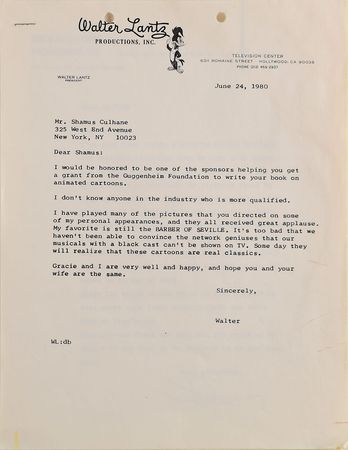 Walter Lantz
PRODUCTIONS, INC.
TELEVISION CENTER
6311 ROMAINE STREET · HOLLYWOOD, CA 90038
PHONE (213) 469-2907
WALTER LANTZ
PRESIDENT
June 24, 1980
Mr. Shamus Culhane
325 West End Avenue
New York, NY 10023
Dear Shamus:
I would be honored to be one of the sponsors helping you get
a grant from the Guggenheim Foundation to write your book on
animated cartoons.
I don't know anyone in the industry who is more qualified.
I have played many of the pictures that you directed on some
of my personal appearances, and they all received great applause.
My favorite is still the BARBER OF SEVILLE. It's too bad that we
haven't been able to convince the network geniuses that our
musicals with a black cast can't be shown on TV. Some day they
will realize that these cartoons are real classics.
Gracie and I are very well and happy, and hope you and your
wife are the same.
Sincerely,
Walter
WL:db